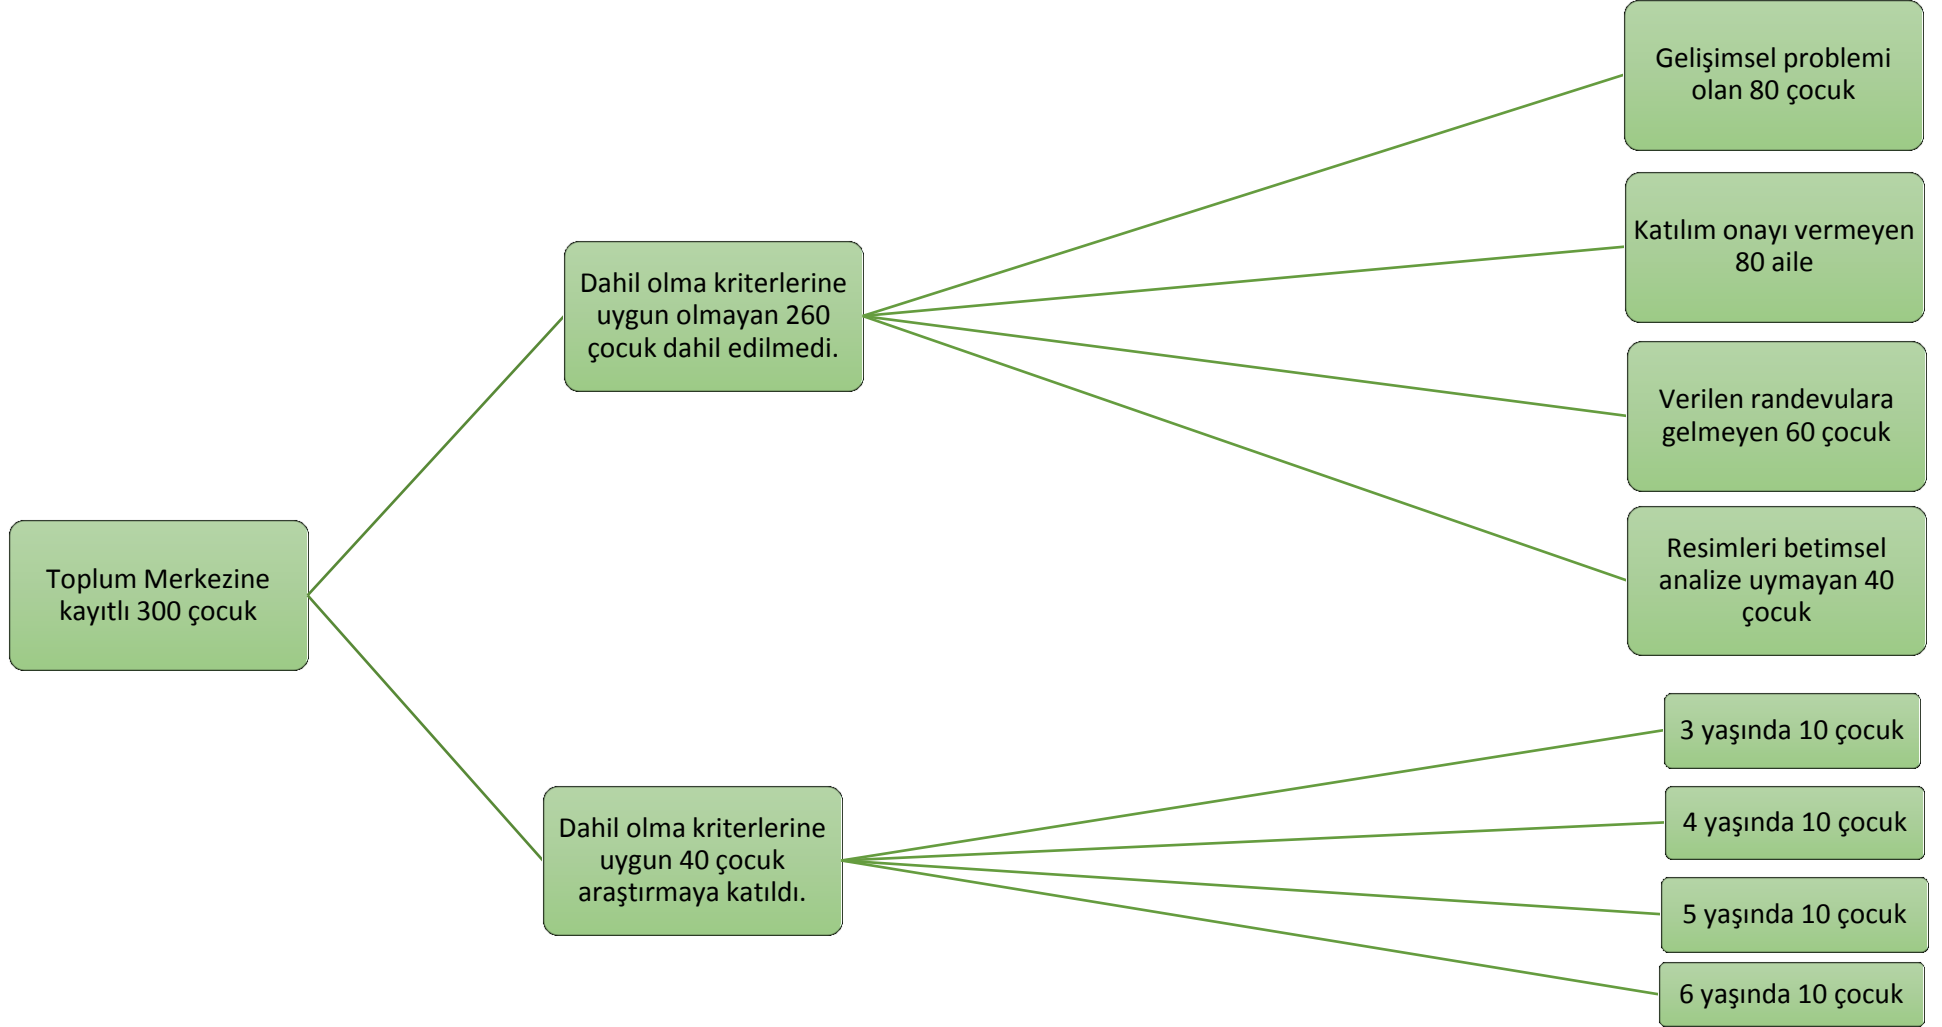 Toplum Merkezine
kayıtlı 300 çocuk
Dahil olma kriterlerine
uygun olmayan 260
çocuk dahil edilmedi.
Gelişimsel problemi
olan 80 çocuk
Katılım onayı vermeyen
80 aile
Verilen randevulara
gelmeyen 60 çocuk
Resimleri betimsel
analize uymayan 40
çocuk
Dahil olma kriterlerine
uygun 40 çocuk
araştırmaya katıldı.
3 yaşında 10 çocuk
4 yaşında 10 çocuk
5 yaşında 10 çocuk
6 yaşında 10 çocuk